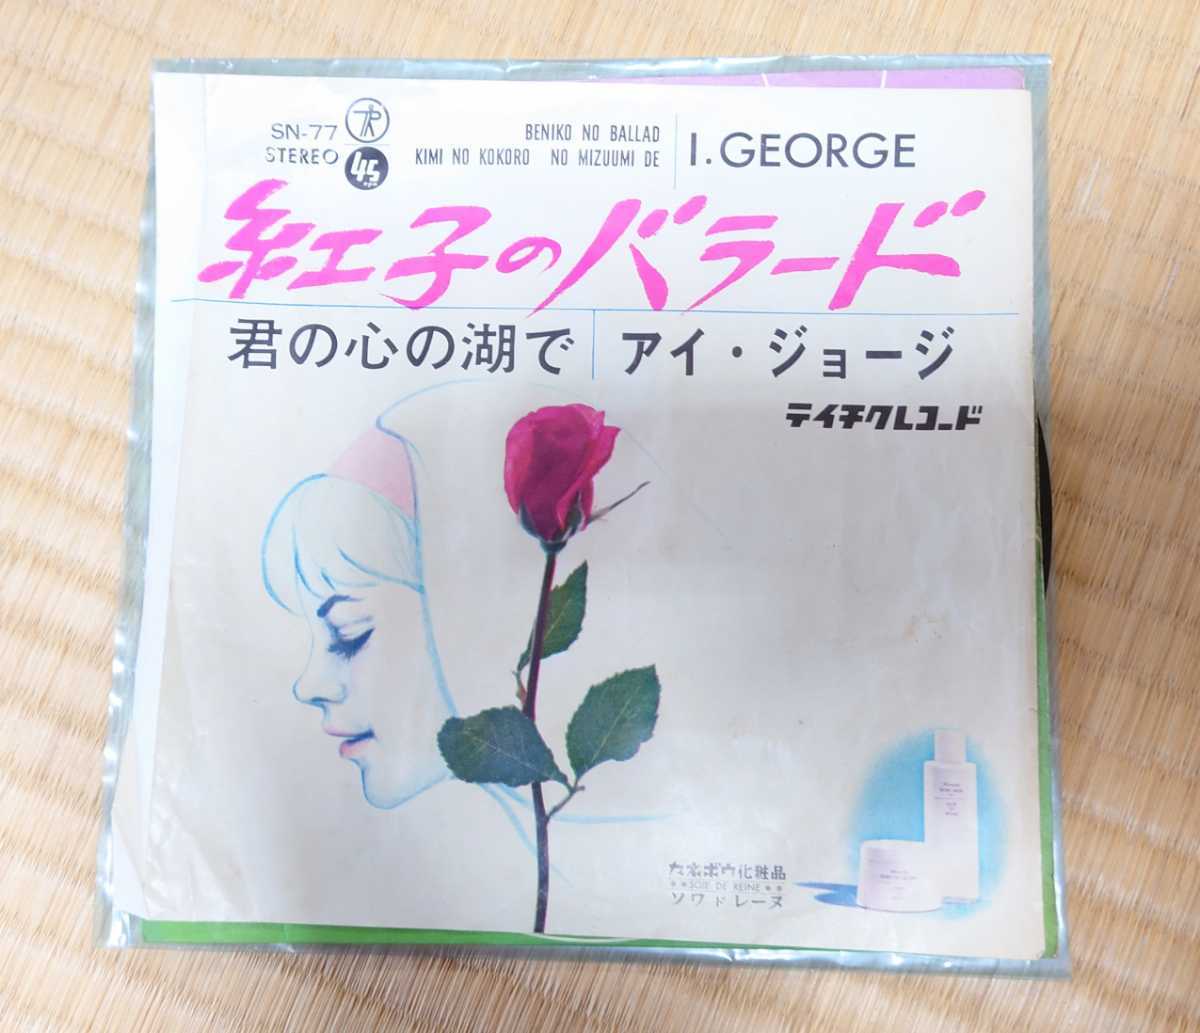 SN-77
STEREO
45
rpm
BENIKO NO BALLAD
KIMI NO KOKORO NO MIZUUMI DE
I. GEORGE
紅子のバラード
君の心の湖で
アイ・ジョージ
テイチクレコード
カネボウ化粧品
SOIE DE REINE
ソワドレーヌ